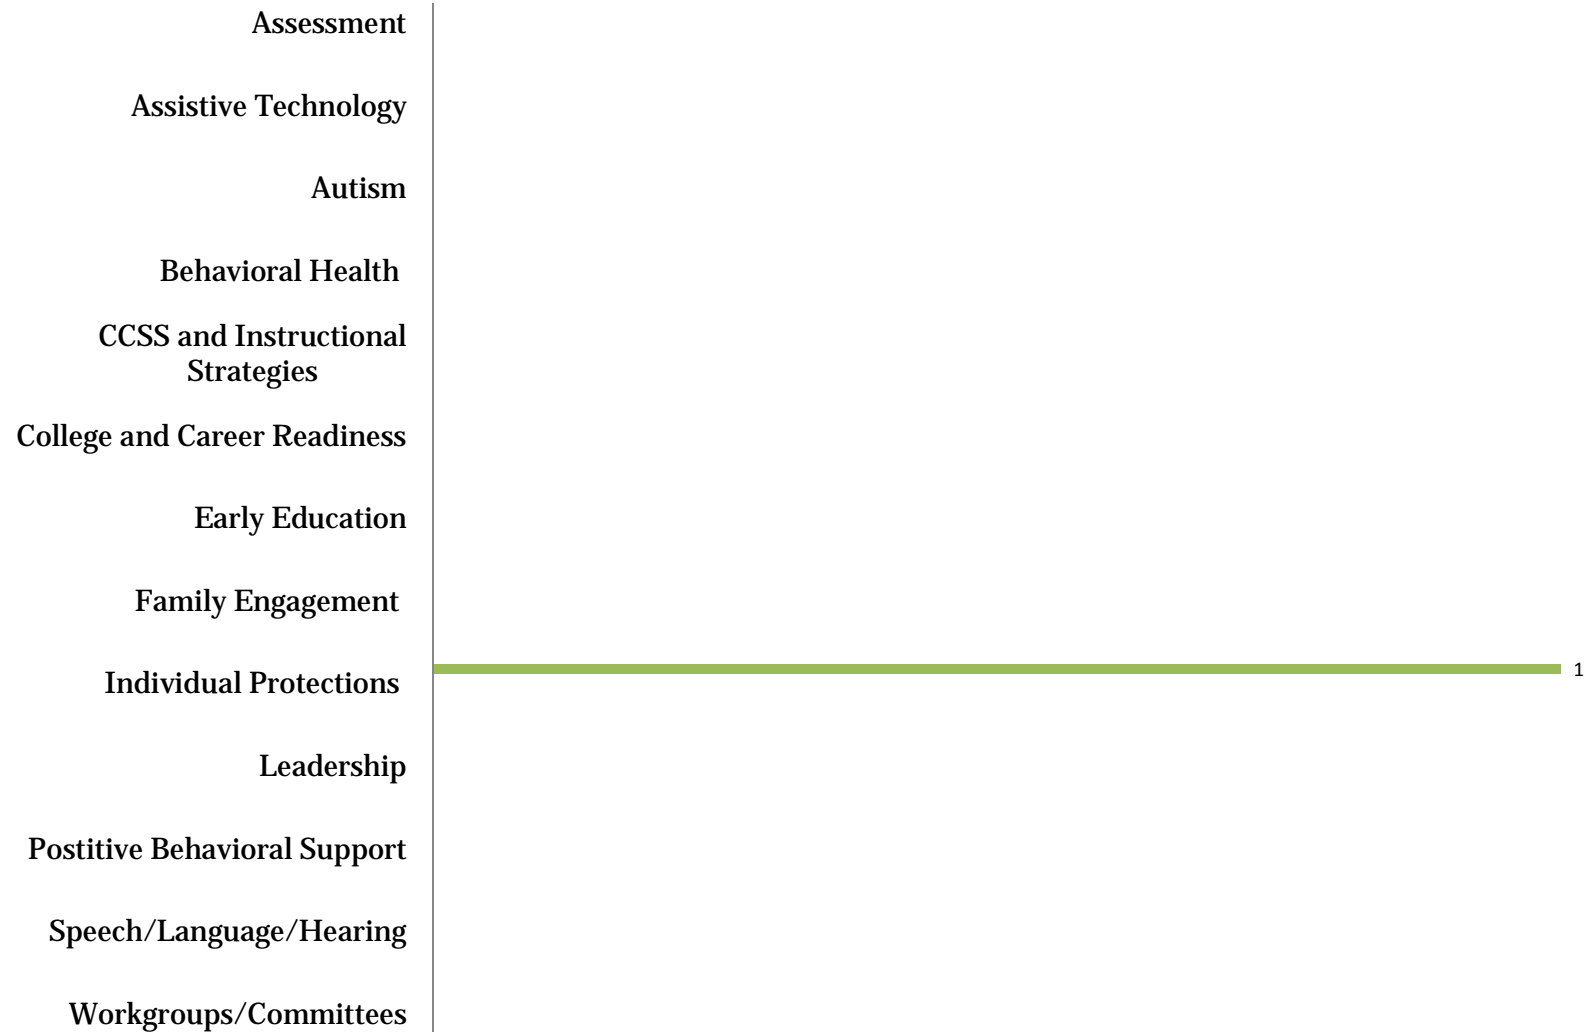 Assessment
Assistive Technology
Autism
Behavioral Health
CCSS and Instructional
Strategies
College and Career Readiness
Early Education
Family Engagement
Individual Protections
1
Leadership
Postitive Behavioral Support
Speech/Language/Hearing
Workgroups/Committees